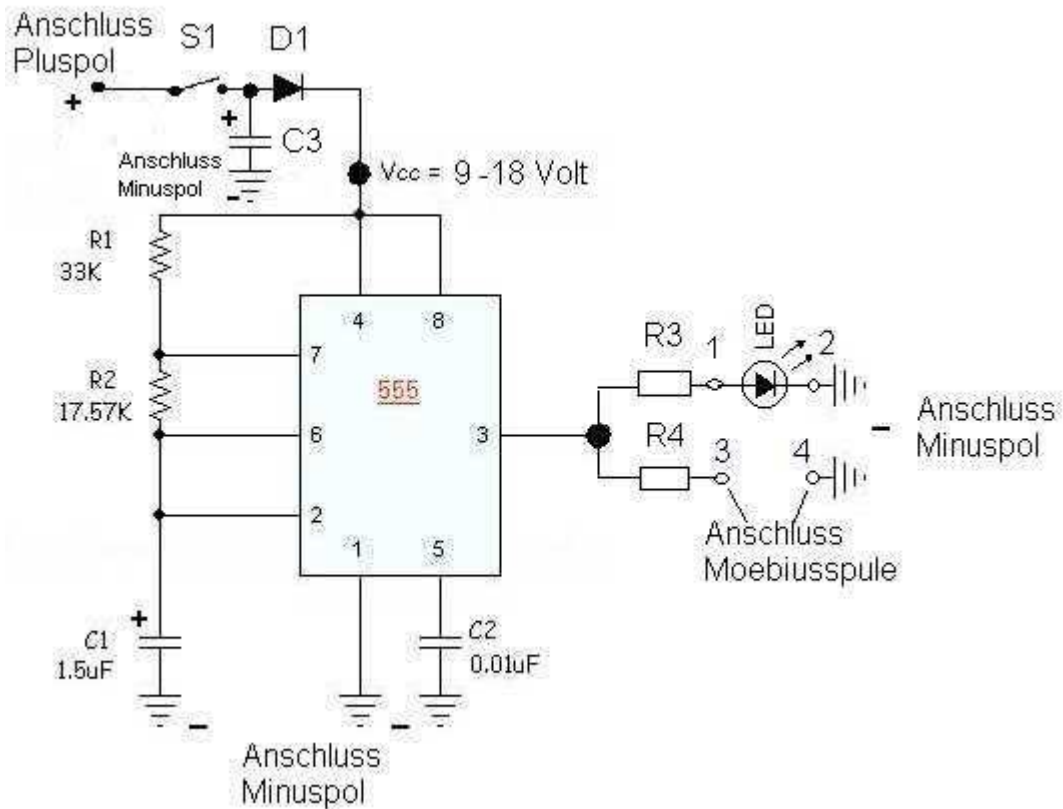 Anschluss
Pluspol
S1
D1
+
+
C3
Anschluss
Minuspol
-
Vcc = 9 -18 Volt
R1
33K
4
8
7
R2
17.57K
555
6
3
2
1
5
R3
1
LED
2
R4
3
4
-
Anschluss
Minuspol
Anschluss
Moebiusspule
+
C1
1.5uF
C2
0.01uF
-
-
Anschluss
Minuspol